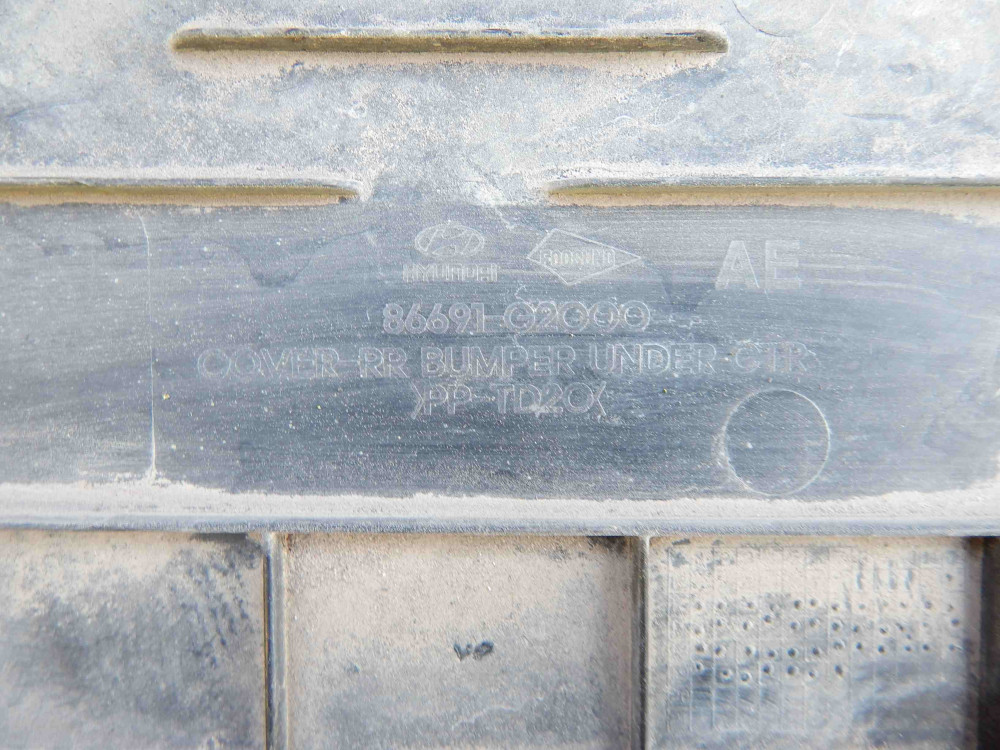 HYUNDAI AE
86691-G2000
COVER-RR BUMPER UNDER CTR
>PP-TD20<